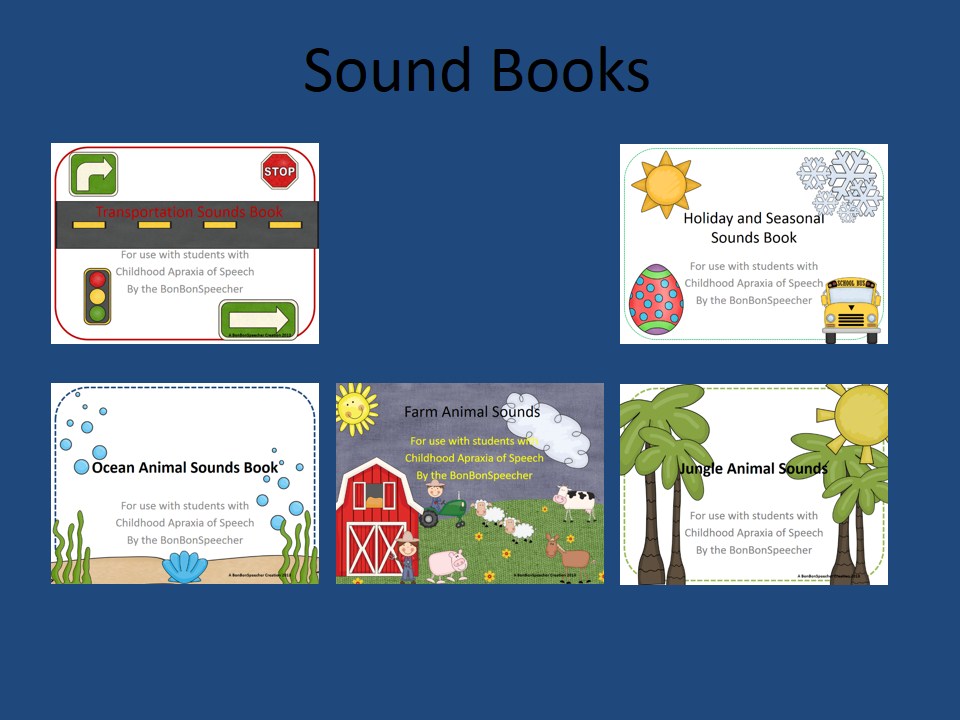 Sound Books
STOP
Transportation Sounds Book
For use with students with
Childhood Apraxia of Speech
By the BonBonSpeecher
A BonBonSpeecher Creation 2013
Holiday and Seasonal
Sounds Book
For use with students with
Childhood Apraxia of Speech
By the BonBonSpeecher
SCHOOL BUS
Ocean Animal Sounds Book
For use with students with
Childhood Apraxia of Speech
By the BonBonSpeecher
A BonBonSpeecher Creation 2013
Farm Animal Sounds
For use with students with
Childhood Apraxia of Speech
By the BonBonSpeecher
A BonBonSpeecher Creation 2013
Jungle Animal Sounds
For use with students with
Childhood Apraxia of Speech
By the BonBonSpeecher
A BonBonSpeecher Creation 2013